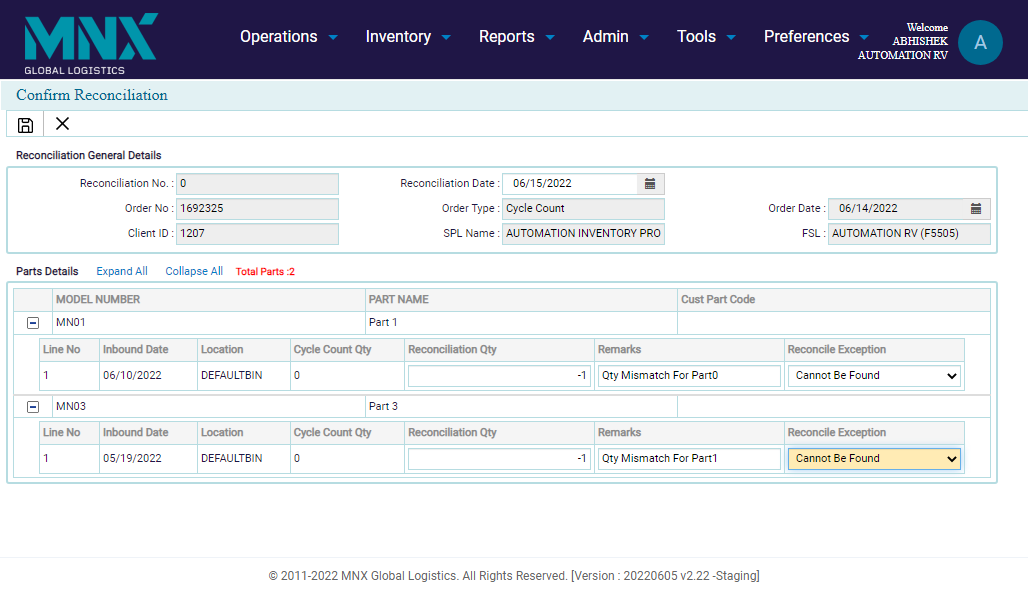 MNX
GLOBAL LOGISTICS
Operations Inventory Reports Admin Tools Preferences
Welcome
ABHISHEK
AUTOMATION RV
A
Confirm Reconciliation
Reconciliation General Details
Reconciliation No. : 0 Reconciliation Date : 06/15/2022
Order No : 1692325 Order Type : Cycle Count Order Date : 06/14/2022
Client ID : 1207 SPL Name : AUTOMATION INVENTORY PRO FSL : AUTOMATION RV (F5505)
Parts Details Expand All Collapse All Total Parts :2
MODEL NUMBER PART NAME Cust Part Code
MN01 Part 1
Line No Inbound Date Location Cycle Count Qty Reconciliation Qty Remarks Reconcile Exception
1 06/10/2022 DEFAULTBIN 0 -1 Qty Mismatch For Part0 Cannot Be Found
MN03 Part 3
Line No Inbound Date Location Cycle Count Qty Reconciliation Qty Remarks Reconcile Exception
1 05/19/2022 DEFAULTBIN 0 -1 Qty Mismatch For Part1 Cannot Be Found
© 2011-2022 MNX Global Logistics. All Rights Reserved. [Version : 20220605 v2.22 -Staging]